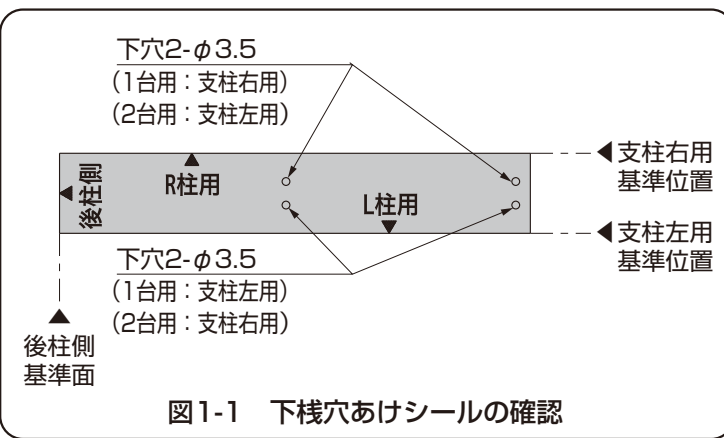 下穴2-φ3.5
(1台用：支柱右用)
(2台用：支柱左用)
後柱側
R柱用
L柱用
◀支柱右用
基準位置
◀支柱左用
基準位置
下穴2-φ3.5
(1台用：支柱左用)
(2台用：支柱右用)
後柱側
基準面
図1-1　下桟穴あけシールの確認